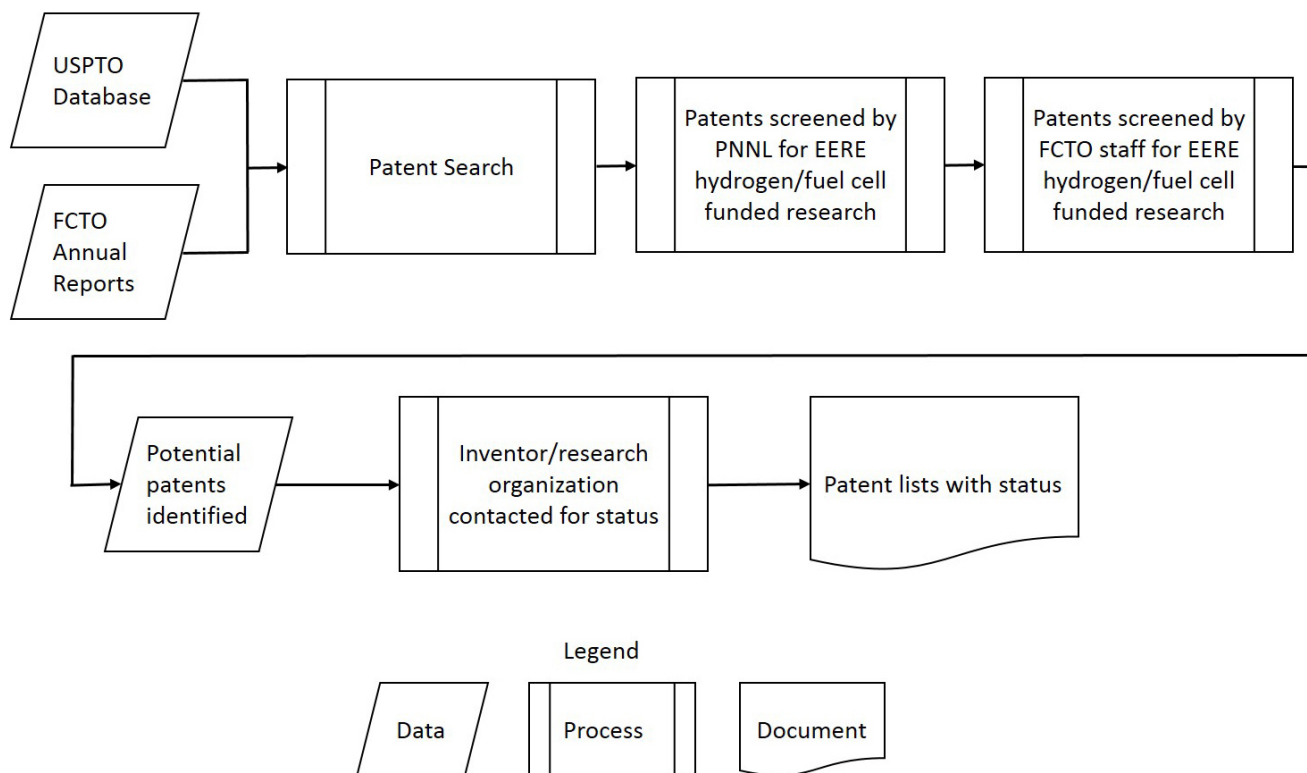 USPTO
Database
FCTO
Annual
Reports
Patent Search
Patents screened by
PNNL for EERE
hydrogen/fuel cell
funded research
Patents screened by
FCTO staff for EERE
hydrogen/fuel cell
funded research
Potential
patents
identified
Inventor/research
organization
contacted for status
Patent lists with status
Legend
Data
Process
Document